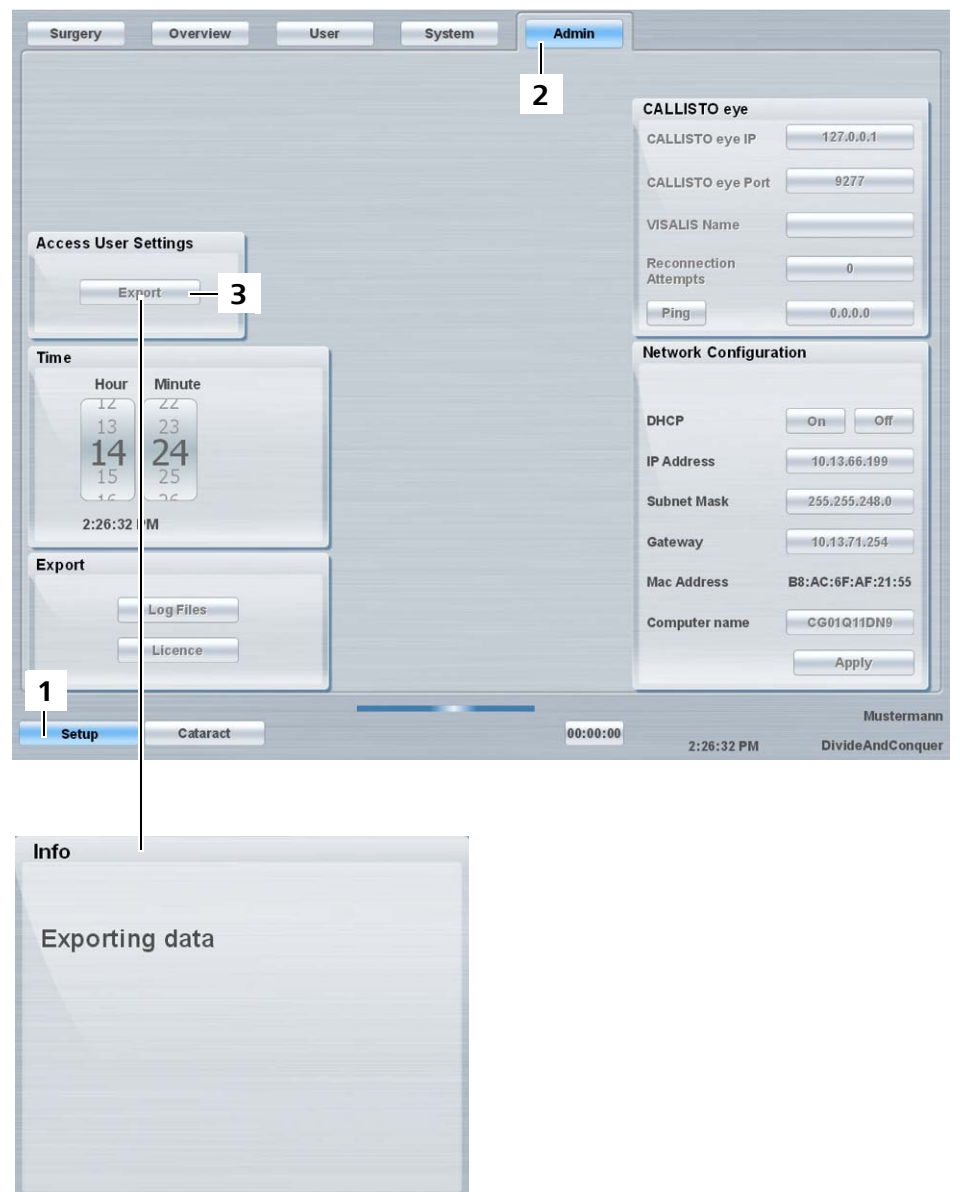 Surgery
Overview
User
System
Admin
2
CALLISTO eye
CALLISTO eye IP
127.0.0.1
CALLISTO eye Port
9277
VISALIS Name
Reconnection
Attempts
0
Ping
0.0.0.0
Access User Settings
Export
3
Time
Hour
Minute
12
22
13
23
14
24
15
25
16
26
2:26:32 PM
Export
Log Files
Licence
Network Configuration
DHCP
On
Off
IP Address
10.13.66.199
Subnet Mask
255.255.248.0
Gateway
10.13.71.254
Mac Address
B8:AC:6F:AF:21:55
Computer name
CG01Q11DN9
Apply
1
Setup
Cataract
00:00:00
2:26:32 PM
Mustermann
DivideAndConquer
Info
Exporting data